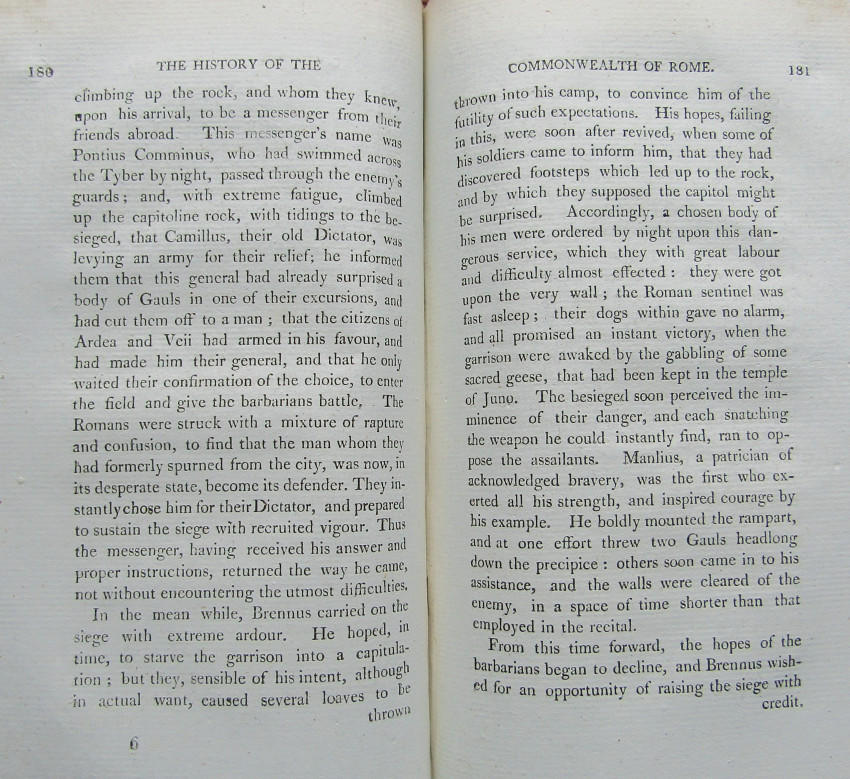 180
THE HISTORY OF THE
climbing up the rock, and whom they knew,
upon his arrival, to be a messenger from their
friends abroad. This messenger's name was
Pontius Comminus, who had swimmed across
the Tyber by night, passed through the enemy's
guards; and, with extreme fatigue, climbed
up the capitoline rock, with tidings to the be-
sieged, that Camillus, their old Dictator, was
levying an army for their relief; he informed
them that this general had already surprised a
body of Gauls in one of their excursions, and
had cut them off to a man; that the citizens of
Ardea and Veii had armed in his favour, and
had made him their general, and that he only
waited their confirmation of the choice, to enter
the field and give the barbarians battle, The
Romans were struck with a mixture of rapture
and confusion, to find that the man whom they
had formerly spurned from the city, was now, in
its desperate state, become its defender. They in-
stantly chose him for their Dictator, and prepared
to sustain the siege with recruited vigour. Thus
the messenger, having received his answer and
proper instructions, returned the way he came,
not without encountering the utmost difficulties.
In the mean while, Brennus carried on the
siege with extreme ardour. He hoped, in
time, to starve the garrison into a capitula-
tion; but they, sensible of his intent, although
in actual want, caused several loaves to be
thrown
6
COMMONWEALTH OF ROME.
181
thrown into his camp, to convince him of the
futility of such expectations. His hopes, failing
in this, were soon after revived, when some of
his soldiers came to inform him, that they had
discovered footsteps which led up to the rock,
and by which they supposed the capitol might
be surprised. Accordingly, a chosen body of
his men were ordered by night upon this dan-
gerous service, which they with great labour
and difficulty almost effected: they were got
upon the very wall; the Roman sentinel was
fast asleep; their dogs within gave no alarm,
and all promised an instant victory, when the
garrison were awaked by the gabbling of some
sacred geese, that had been kept in the temple
of Juno. The besieged soon perceived the im-
minence of their danger, and each snatching
the weapon he could instantly find, ran to op-
pose the assailants. Manlius, a patrician of
acknowledged bravery, was the first who ex-
erted all his strength, and inspired courage by
his example. He boldly mounted the rampart,
and at one effort threw two Gauls headlong
down the precipice: others soon came in to his
assistance, and the walls were cleared of the
enemy, in a space of time shorter than that
employed in the recital.
From this time forward, the hopes of the
barbarians began to decline, and Brennus wish-
ed for an opportunity of raising the siege with
credit.